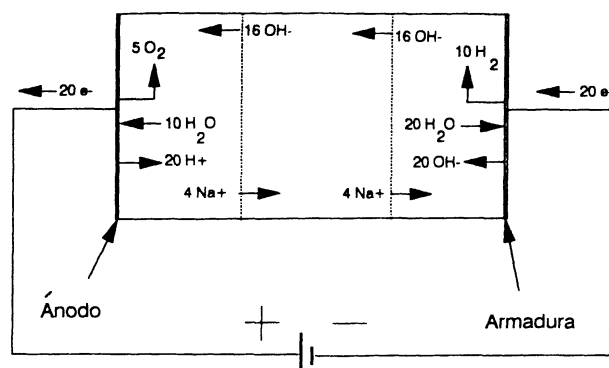 16 OH-
16 OH-
5 O2
10 H2
20 e-
20 e-
10 H2O
20 H2O
20 H+
20 OH-
4 Na+
4 Na+
Ánodo
+ −
Armadura